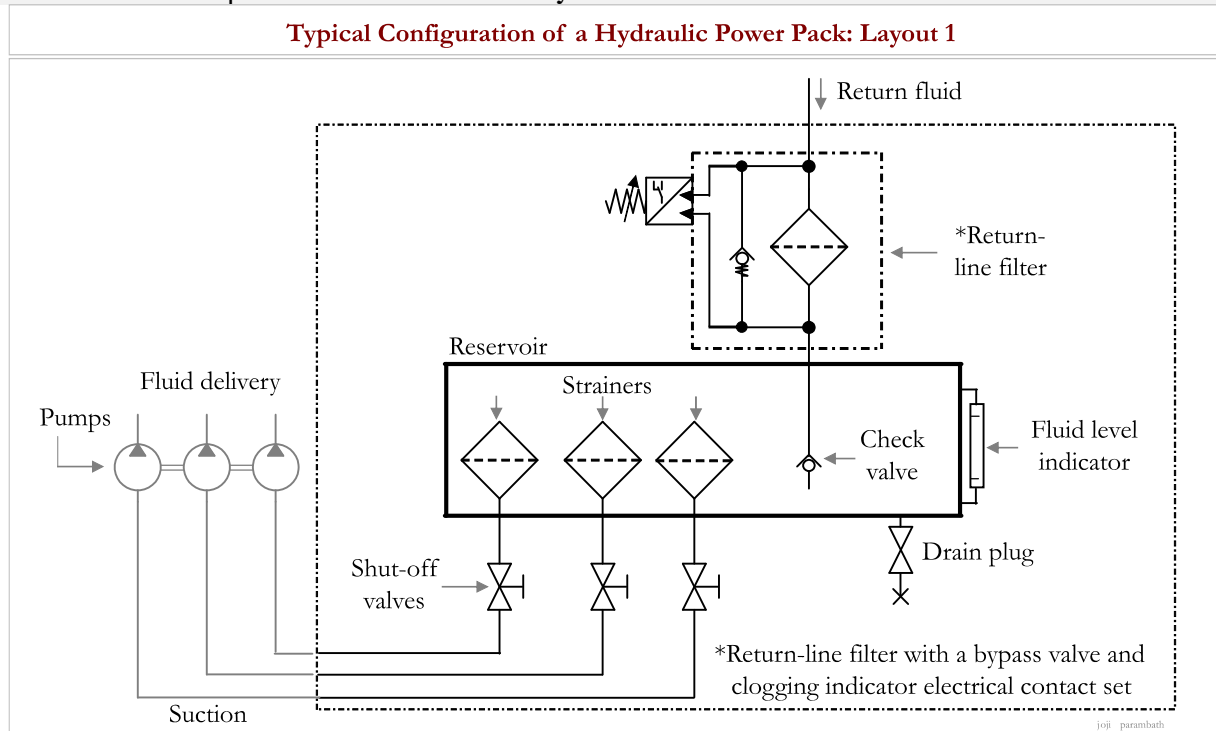 Typical Configuration of a Hydraulic Power Pack: Layout 1
Return fluid
*Return-
line filter
Reservoir
Strainers
Fluid delivery
Pumps
Check
valve
Fluid level
indicator
Shut-off
valves
Drain plug
*Return-line filter with a bypass valve and
clogging indicator electrical contact set
Suction
joji parambath